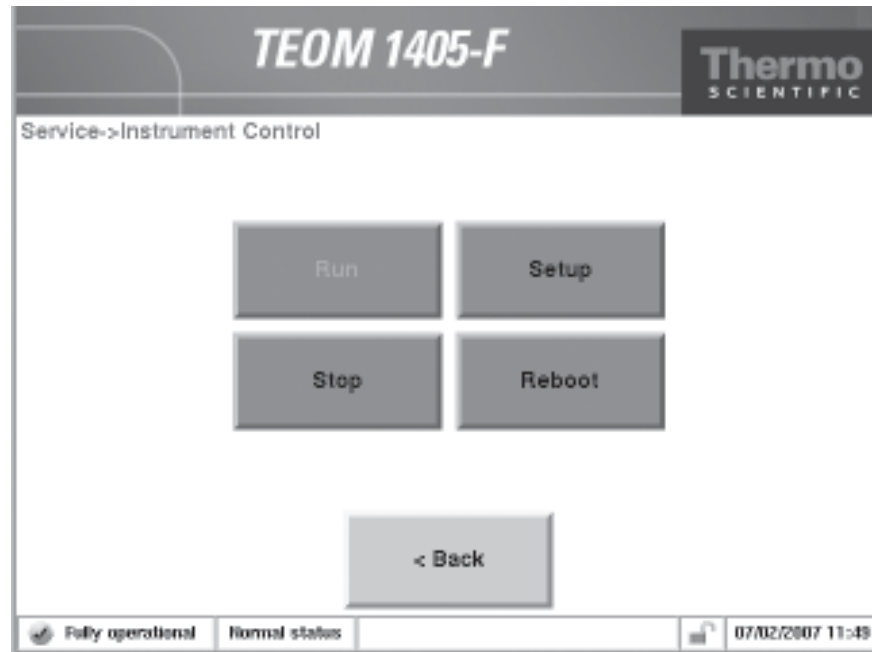 TEOM 1405-F
Thermo
SCIENTIFIC
Service->Instrument Control
Run
Setup
Stop
Reboot
< Back
Fully operational
Normal status
07/02/2007 11:49